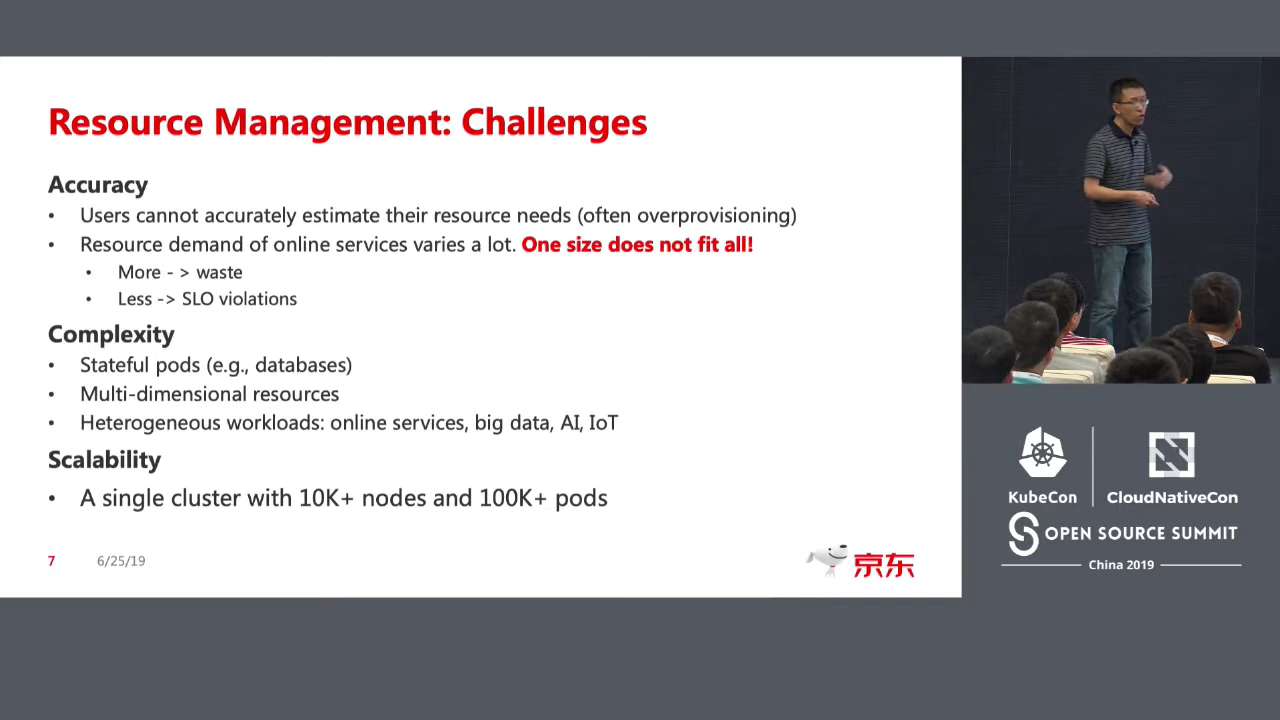 Resource Management: Challenges
Accuracy
• Users cannot accurately estimate their resource needs (often overprovisioning)
• Resource demand of online services varies a lot. One size does not fit all!
• More - > waste
• Less -> SLO violations
Complexity
• Stateful pods (e.g., databases)
• Multi-dimensional resources
• Heterogeneous workloads: online services, big data, AI, IoT
Scalability
• A single cluster with 10K+ nodes and 100K+ pods
7 6/25/19
京东
KubeCon CloudNativeCon
OPEN SOURCE SUMMIT
China 2019